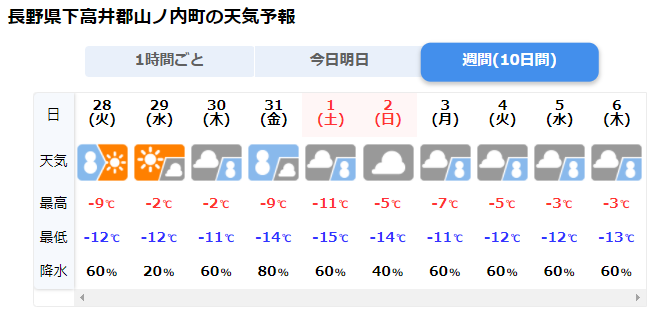 長野県下高井郡山ノ内町の天気予報
1時間ごと 今日明日 週間(10日間)
日 28 29 30 31 1 2 3 4 5 6
(火) (水) (木) (金) (土) (日) (月) (火) (水) (木)
天気
最高 -9℃ -2℃ -2℃ -9℃ -11℃ -5℃ -7℃ -5℃ -3℃ -3℃
最低 -12℃ -12℃ -11℃ -14℃ -15℃ -14℃ -11℃ -12℃ -12℃ -13℃
降水 60% 20% 60% 80% 60% 40% 60% 60% 60% 60%